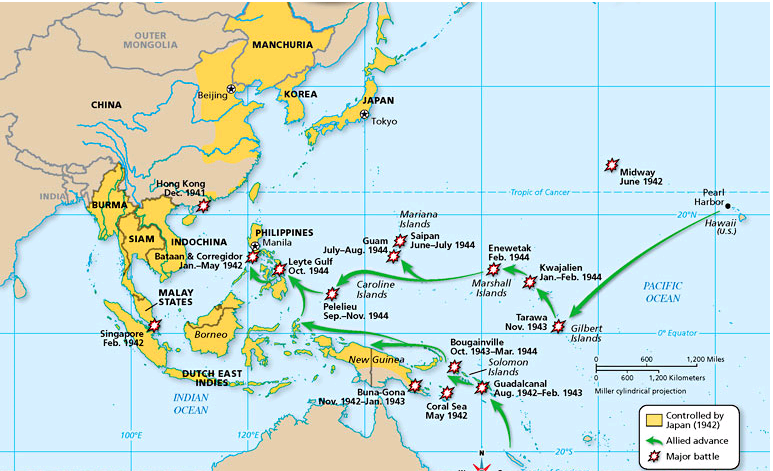 OUTER
MONGOLIA
MANCHURIA
Beijing
KOREA
JAPAN
Tokyo
CHINA
Midway
June 1942
INDIA
Hong Kong
Dec. 1941
Tropic of Cancer
Pearl
Harbor
BURMA
20°N
Hawaii
(U.S.)
Mariana
Islands
PHILIPPINES
Manila
Saipan
June–July 1944
Guam
July–Aug. 1944
SIAM
INDOCHINA
Bataan & Corregidor
Jan.–May 1942
Leyte Gulf
Oct. 1944
Enewetak
Feb. 1944
Kwajalien
Jan.–Feb. 1944
Caroline
Islands
Marshall
Islands
PACIFIC
OCEAN
MALAY
STATES
Pelelieu
Sep.–Nov. 1944
Tarawa
Nov. 1943
Gilbert
Islands
Singapore
Feb. 1942
Borneo
0° Equator
Bougainville
Oct. 1943–Mar. 1944
New Guinea
Solomon
Islands
0 600 1,200 Miles
0 600 1,200 Kilometers
Miller cylindrical projection
DUTCH EAST
INDIES
Buna-Gona
Nov. 1942–Jan. 1943
Guadalcanal
Aug. 1942–Feb. 1943
Coral Sea
May 1942
INDIAN
OCEAN
Controlled by
Japan (1942)
Allied advance
Major battle
100°E
120°E
20°S
N